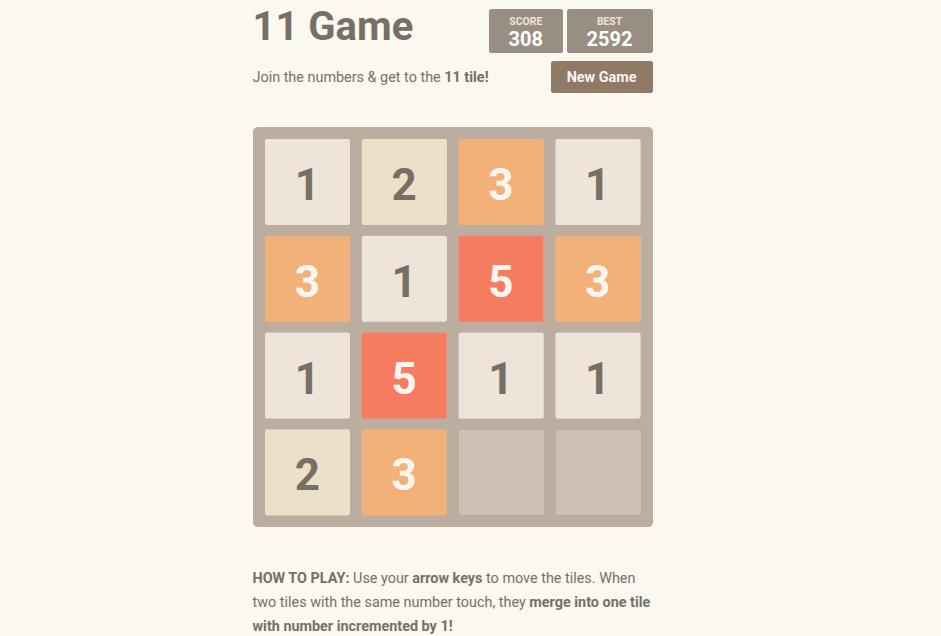 11 Game
SCORE
308
BEST
2592
Join the numbers & get to the 11 tile!
New Game
1 2 3 1
3 1 5 3
1 5 1 1
2 3
HOW TO PLAY: Use your arrow keys to move the tiles. When
two tiles with the same number touch, they merge into one tile
with number incremented by 1!